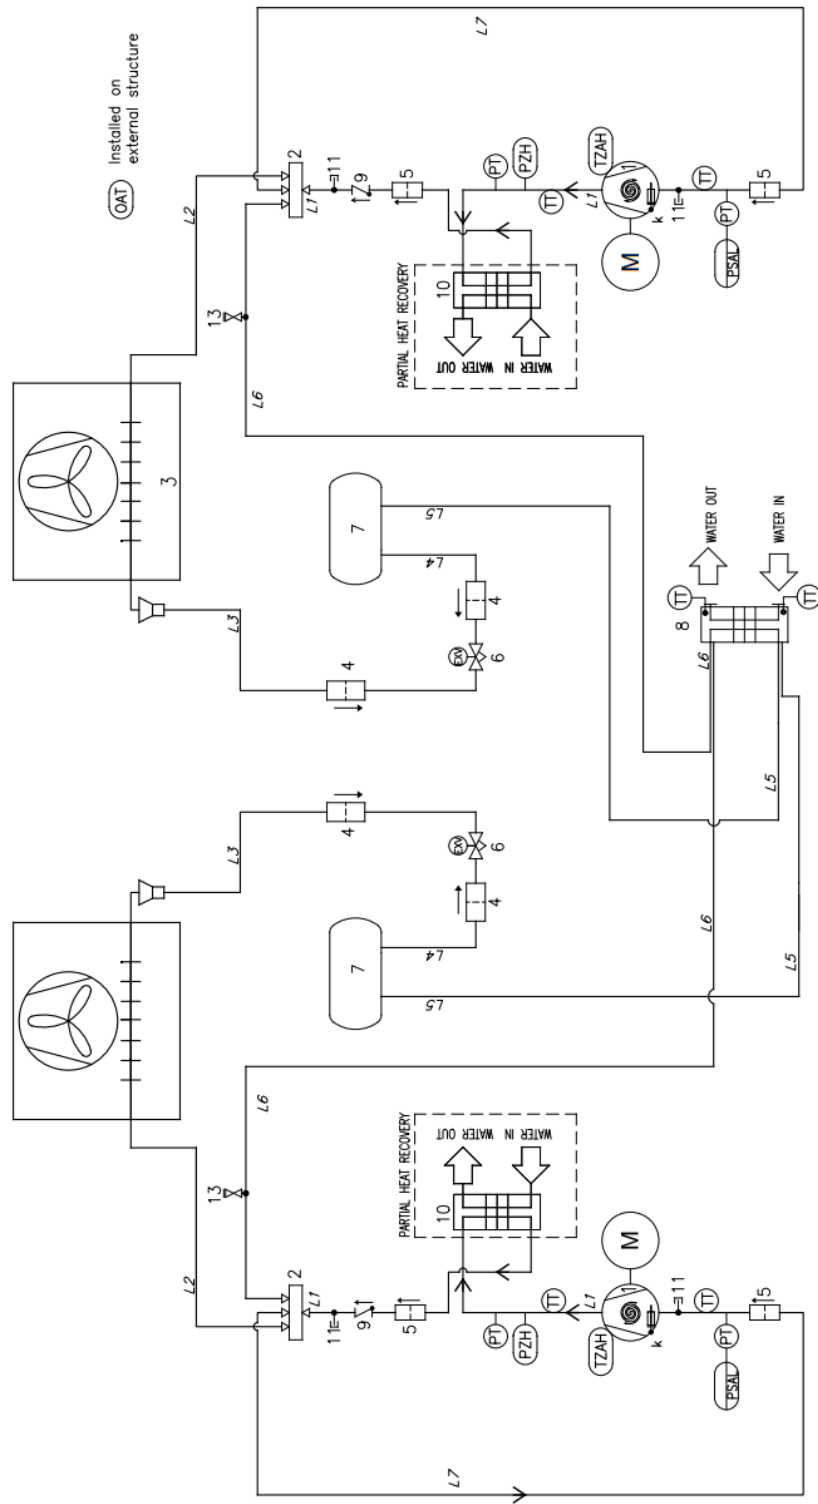 OAT
Installed on
external structure
L7
L2
2
11
L1
9
5
13
3
L6
PARTIAL HEAT RECOVERY
10
WATER OUT
WATER IN
PT
PZH
TT
TZAH
L1
1
M
k
11
TT
PT
PSAL
5
L3
4
7
L5
L4
4
EXV
6
WATER OUT
WATER IN
TT
TT
8
L6
L5
L3
4
EXV
6
4
7
L4
L5
L6
L5
L6
13
L2
2
L1
11
9
5
PARTIAL HEAT RECOVERY
10
WATER OUT
WATER IN
PT
PZH
TT
TZAH
L1
1
M
k
11
TT
PT
PSAL
5
L7